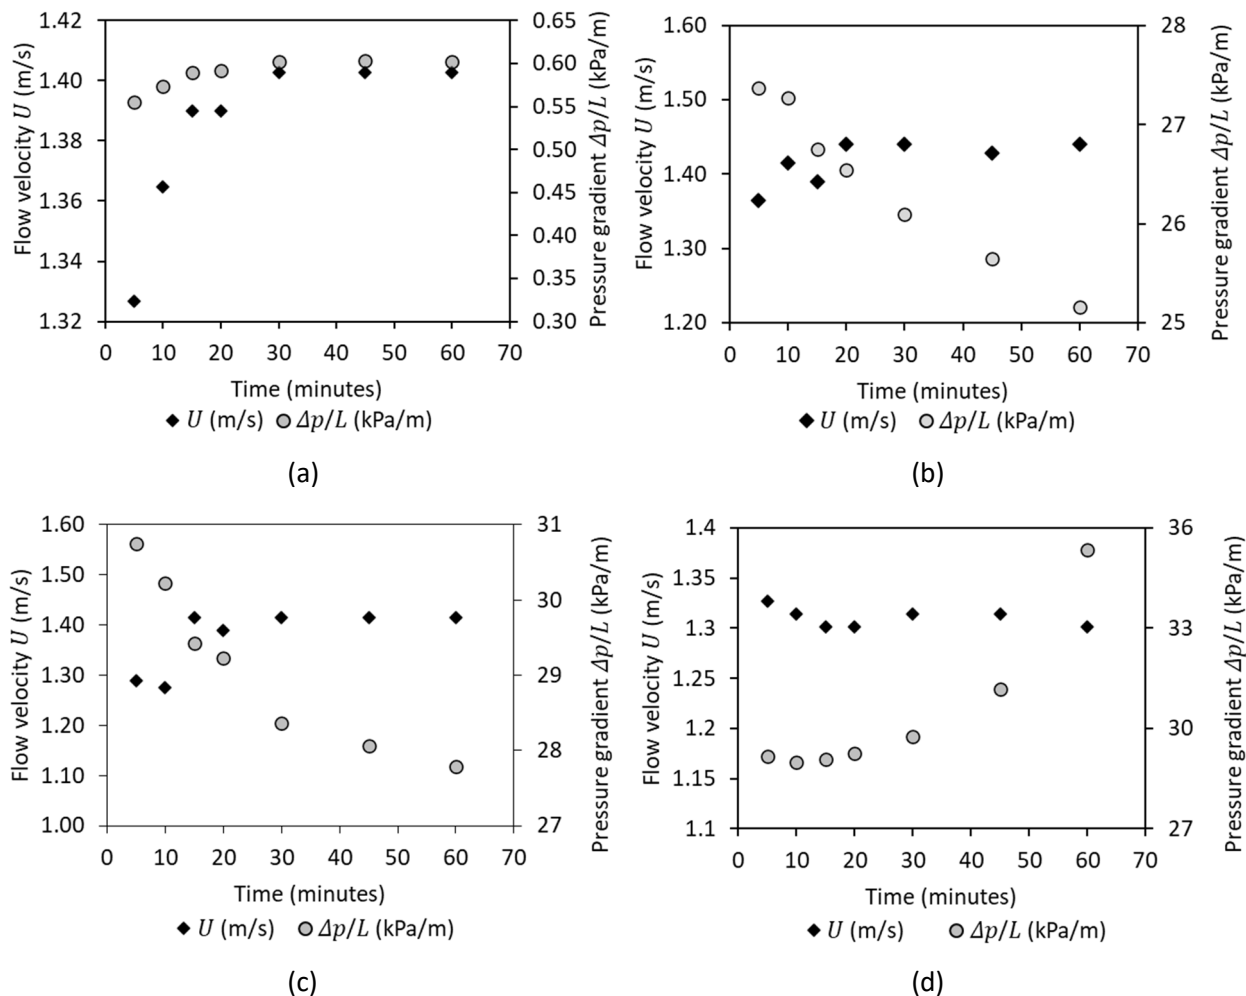 Flow velocity U (m/s)
1.42
1.40
1.38
1.36
1.34
1.32
0.65
0.60
0.55
0.50
0.45
0.40
0.35
0.30
Pressure gradient Δp/L (kPa/m)
0 10 20 30 40 50 60 70
Time (minutes)
U (m/s) Δp/L (kPa/m)
(a)
Flow velocity U (m/s)
1.60
1.50
1.40
1.30
1.20
28
27
26
25
Pressure gradient Δp/L (kPa/m)
0 10 20 30 40 50 60 70
Time (minutes)
U (m/s) Δp/L (kPa/m)
(b)
Flow velocity U (m/s)
1.60
1.50
1.40
1.30
1.20
1.10
1.00
31
30
29
28
27
Pressure gradient Δp/L (kPa/m)
0 10 20 30 40 50 60 70
Time (minutes)
U (m/s) Δp/L (kPa/m)
(c)
Flow velocity U (m/s)
1.4
1.35
1.3
1.25
1.2
1.15
1.1
36
33
30
27
Pressure gradient Δp/L (kPa/m)
0 10 20 30 40 50 60 70
Time (minutes)
U (m/s) Δp/L (kPa/m)
(d)